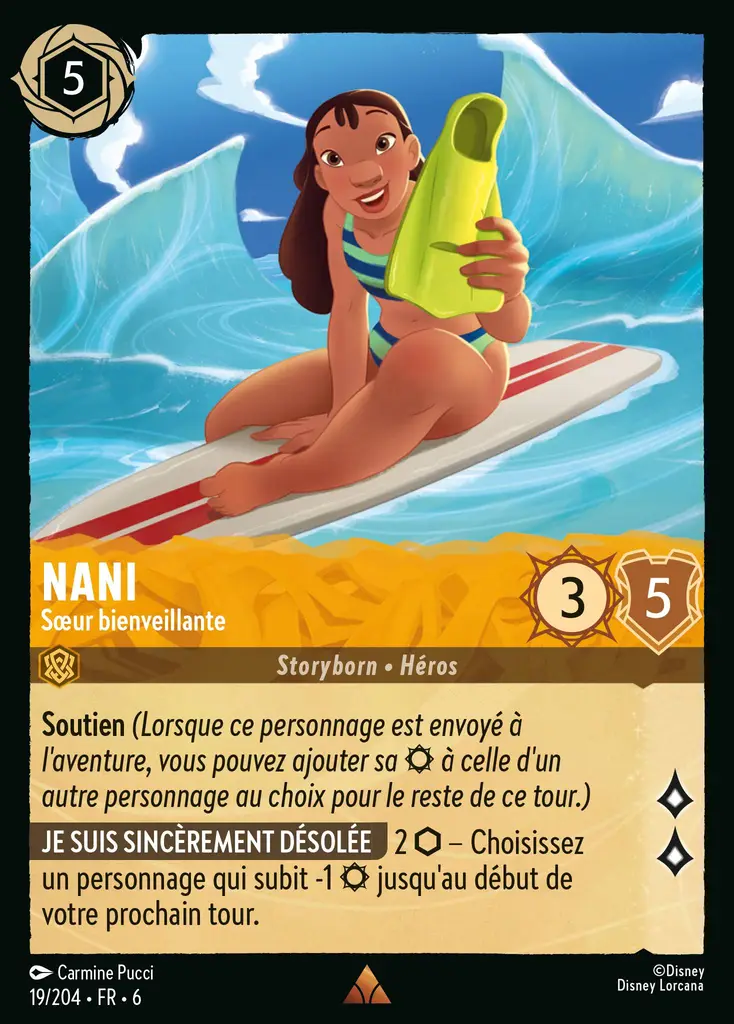 5
NANI
Sœur bienveillante
3
5
Storyborn • Héros
Soutien (Lorsque ce personnage est envoyé à
l'aventure, vous pouvez ajouter sa à celle d'un
autre personnage au choix pour le reste de ce tour.)
JE SUIS SINCÈREMENT DÉSOLÉE 2 – Choisissez
un personnage qui subit -1 jusqu'au début de
votre prochain tour.
Carmine Pucci
19/204 • FR • 6
©Disney
Disney Lorcana